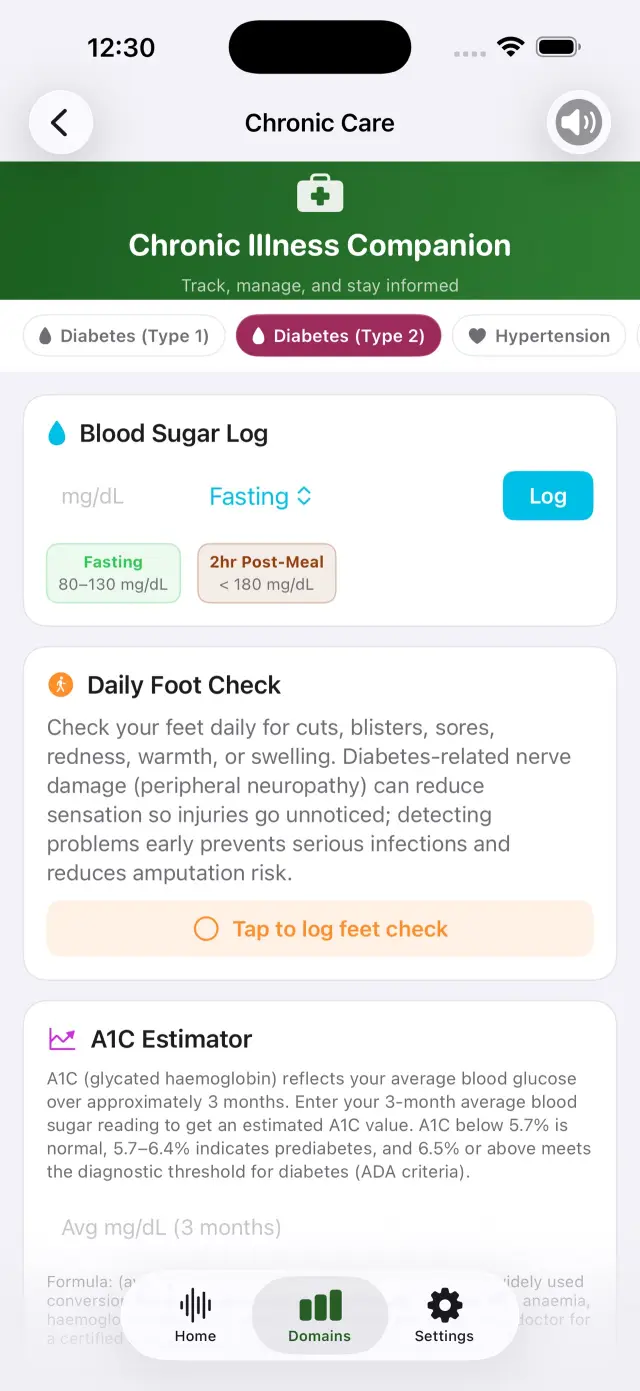 12:30
Chronic Care
Chronic Illness Companion
Track, manage, and stay informed
Diabetes (Type 1)
Diabetes (Type 2)
Hypertension
Blood Sugar Log
mg/dL
Fasting
Log
Fasting
80–130 mg/dL
2hr Post-Meal
< 180 mg/dL
Daily Foot Check
Check your feet daily for cuts, blisters, sores,
redness, warmth, or swelling. Diabetes-related nerve
damage (peripheral neuropathy) can reduce
sensation so injuries go unnoticed; detecting
problems early prevents serious infections and
reduces amputation risk.
Tap to log feet check
A1C Estimator
A1C (glycated haemoglobin) reflects your average blood glucose
over approximately 3 months. Enter your 3-month average blood
sugar reading to get an estimated A1C value. A1C below 5.7% is
normal, 5.7–6.4% indicates prediabetes, and 6.5% or above meets
the diagnostic threshold for diabetes (ADA criteria).
Avg mg/dL (3 months)
Formula: used
anaemia,
doctor for
a certified
Home
Domains
Settings